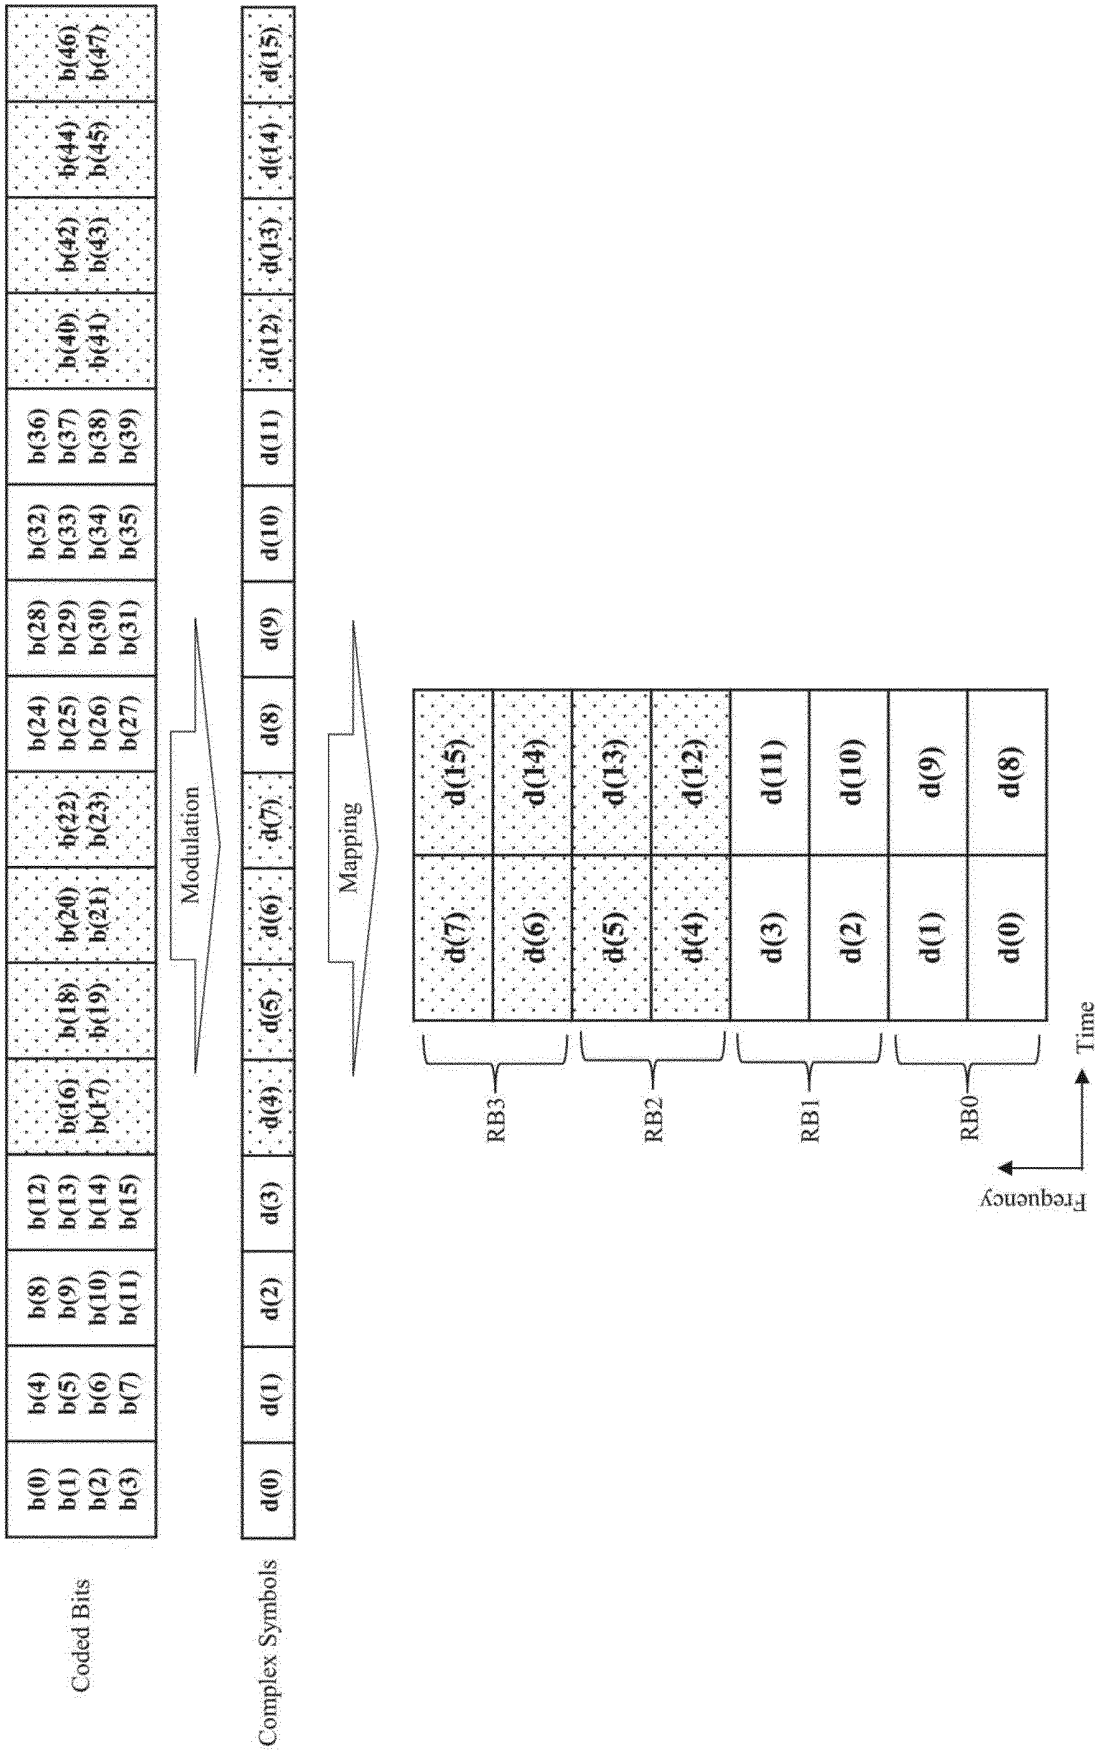 Coded Bits
b(0) b(4) b(8) b(12) b(24) b(28) b(32) b(36)
b(1) b(5) b(9) b(13) b(16) b(18) b(20) b(22) b(25) b(29) b(33) b(37) b(40) b(42) b(44) b(46)
b(2) b(6) b(10) b(14) b(17) b(19) b(21) b(23) b(26) b(30) b(34) b(38) b(41) b(43) b(45) b(47)
b(3) b(7) b(11) b(15) b(27) b(31) b(35) b(39)
Modulation
Complex Symbols
d(0) d(1) d(2) d(3) d(4) d(5) d(6) d(7) d(8) d(9) d(10) d(11) d(12) d(13) d(14) d(15)
Mapping
RB3
d(7) d(15)
d(6) d(14)
RB2
d(5) d(13)
d(4) d(12)
RB1
d(3) d(11)
d(2) d(10)
RB0
d(1) d(9)
d(0) d(8)
Frequency
Time